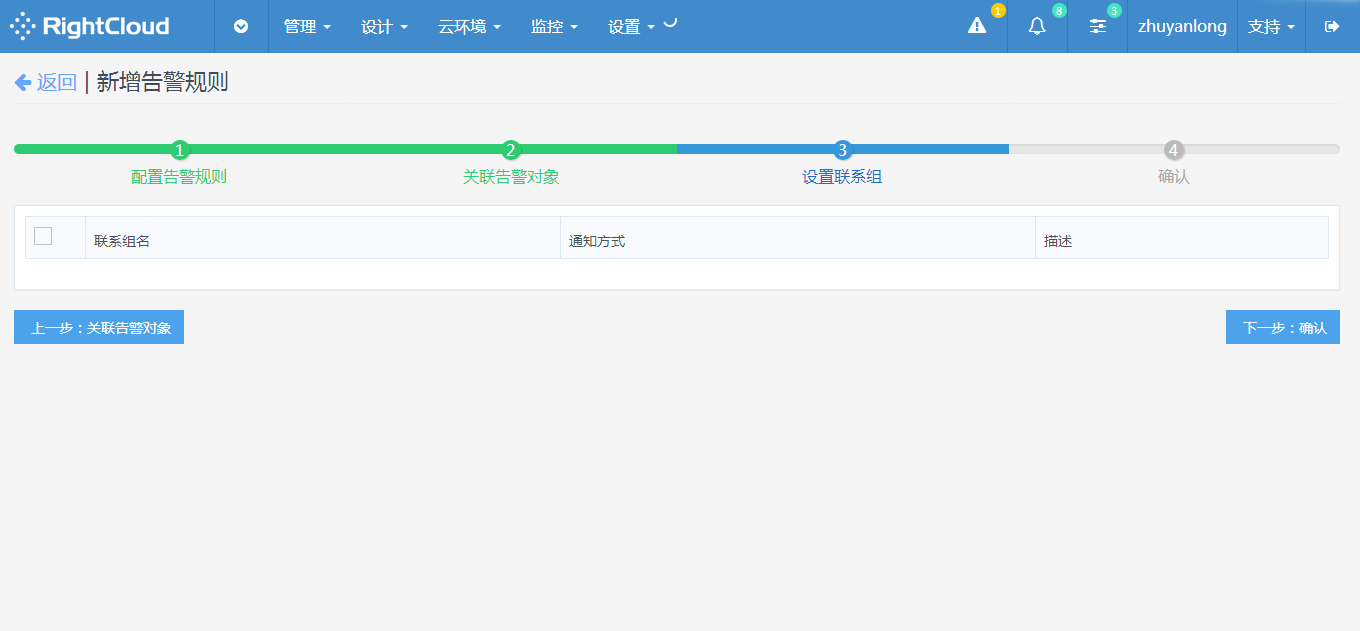 RightCloud 管理 设计 云环境 监控 设置 1 8 3 zhuyanlong 支持
返回 | 新增告警规则
1 2 3 4
配置告警规则 关联告警对象 设置联系组 确认
联系组名 通知方式 描述
上一步：关联告警对象 下一步：确认